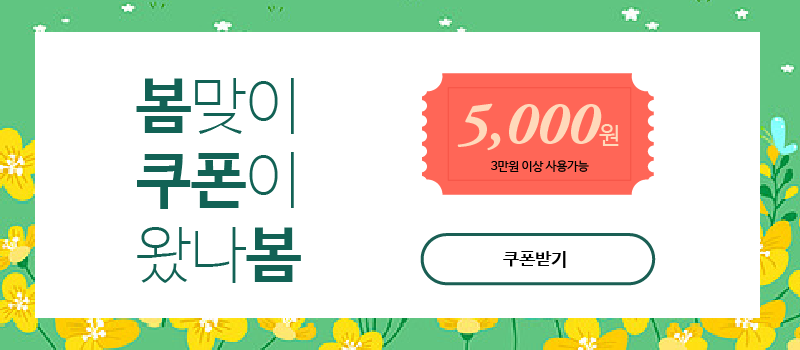 봄맞이
쿠폰이
왔나봄
5,000원
3만원 이상 사용가능
쿠폰받기